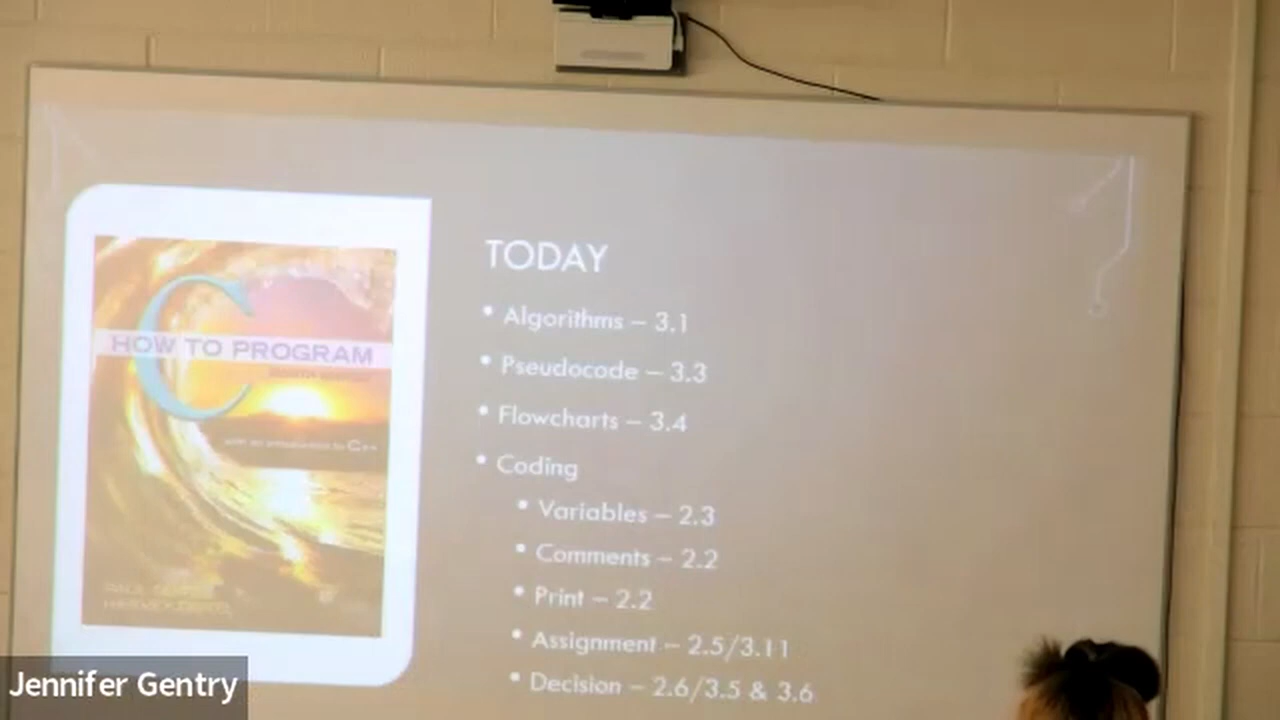 TODAY
• Algorithms – 3.1
• Pseudocode – 3.3
• Flowcharts – 3.4
• Coding
• Variables – 2.3
• Comments – 2.2
• Print – 2.2
• Assignment – 2.5/3.11
• Decision – 2.6/3.5 & 3.6
C
HOW TO PROGRAM
with an introduction to C++
PAUL
Jennifer Gentry